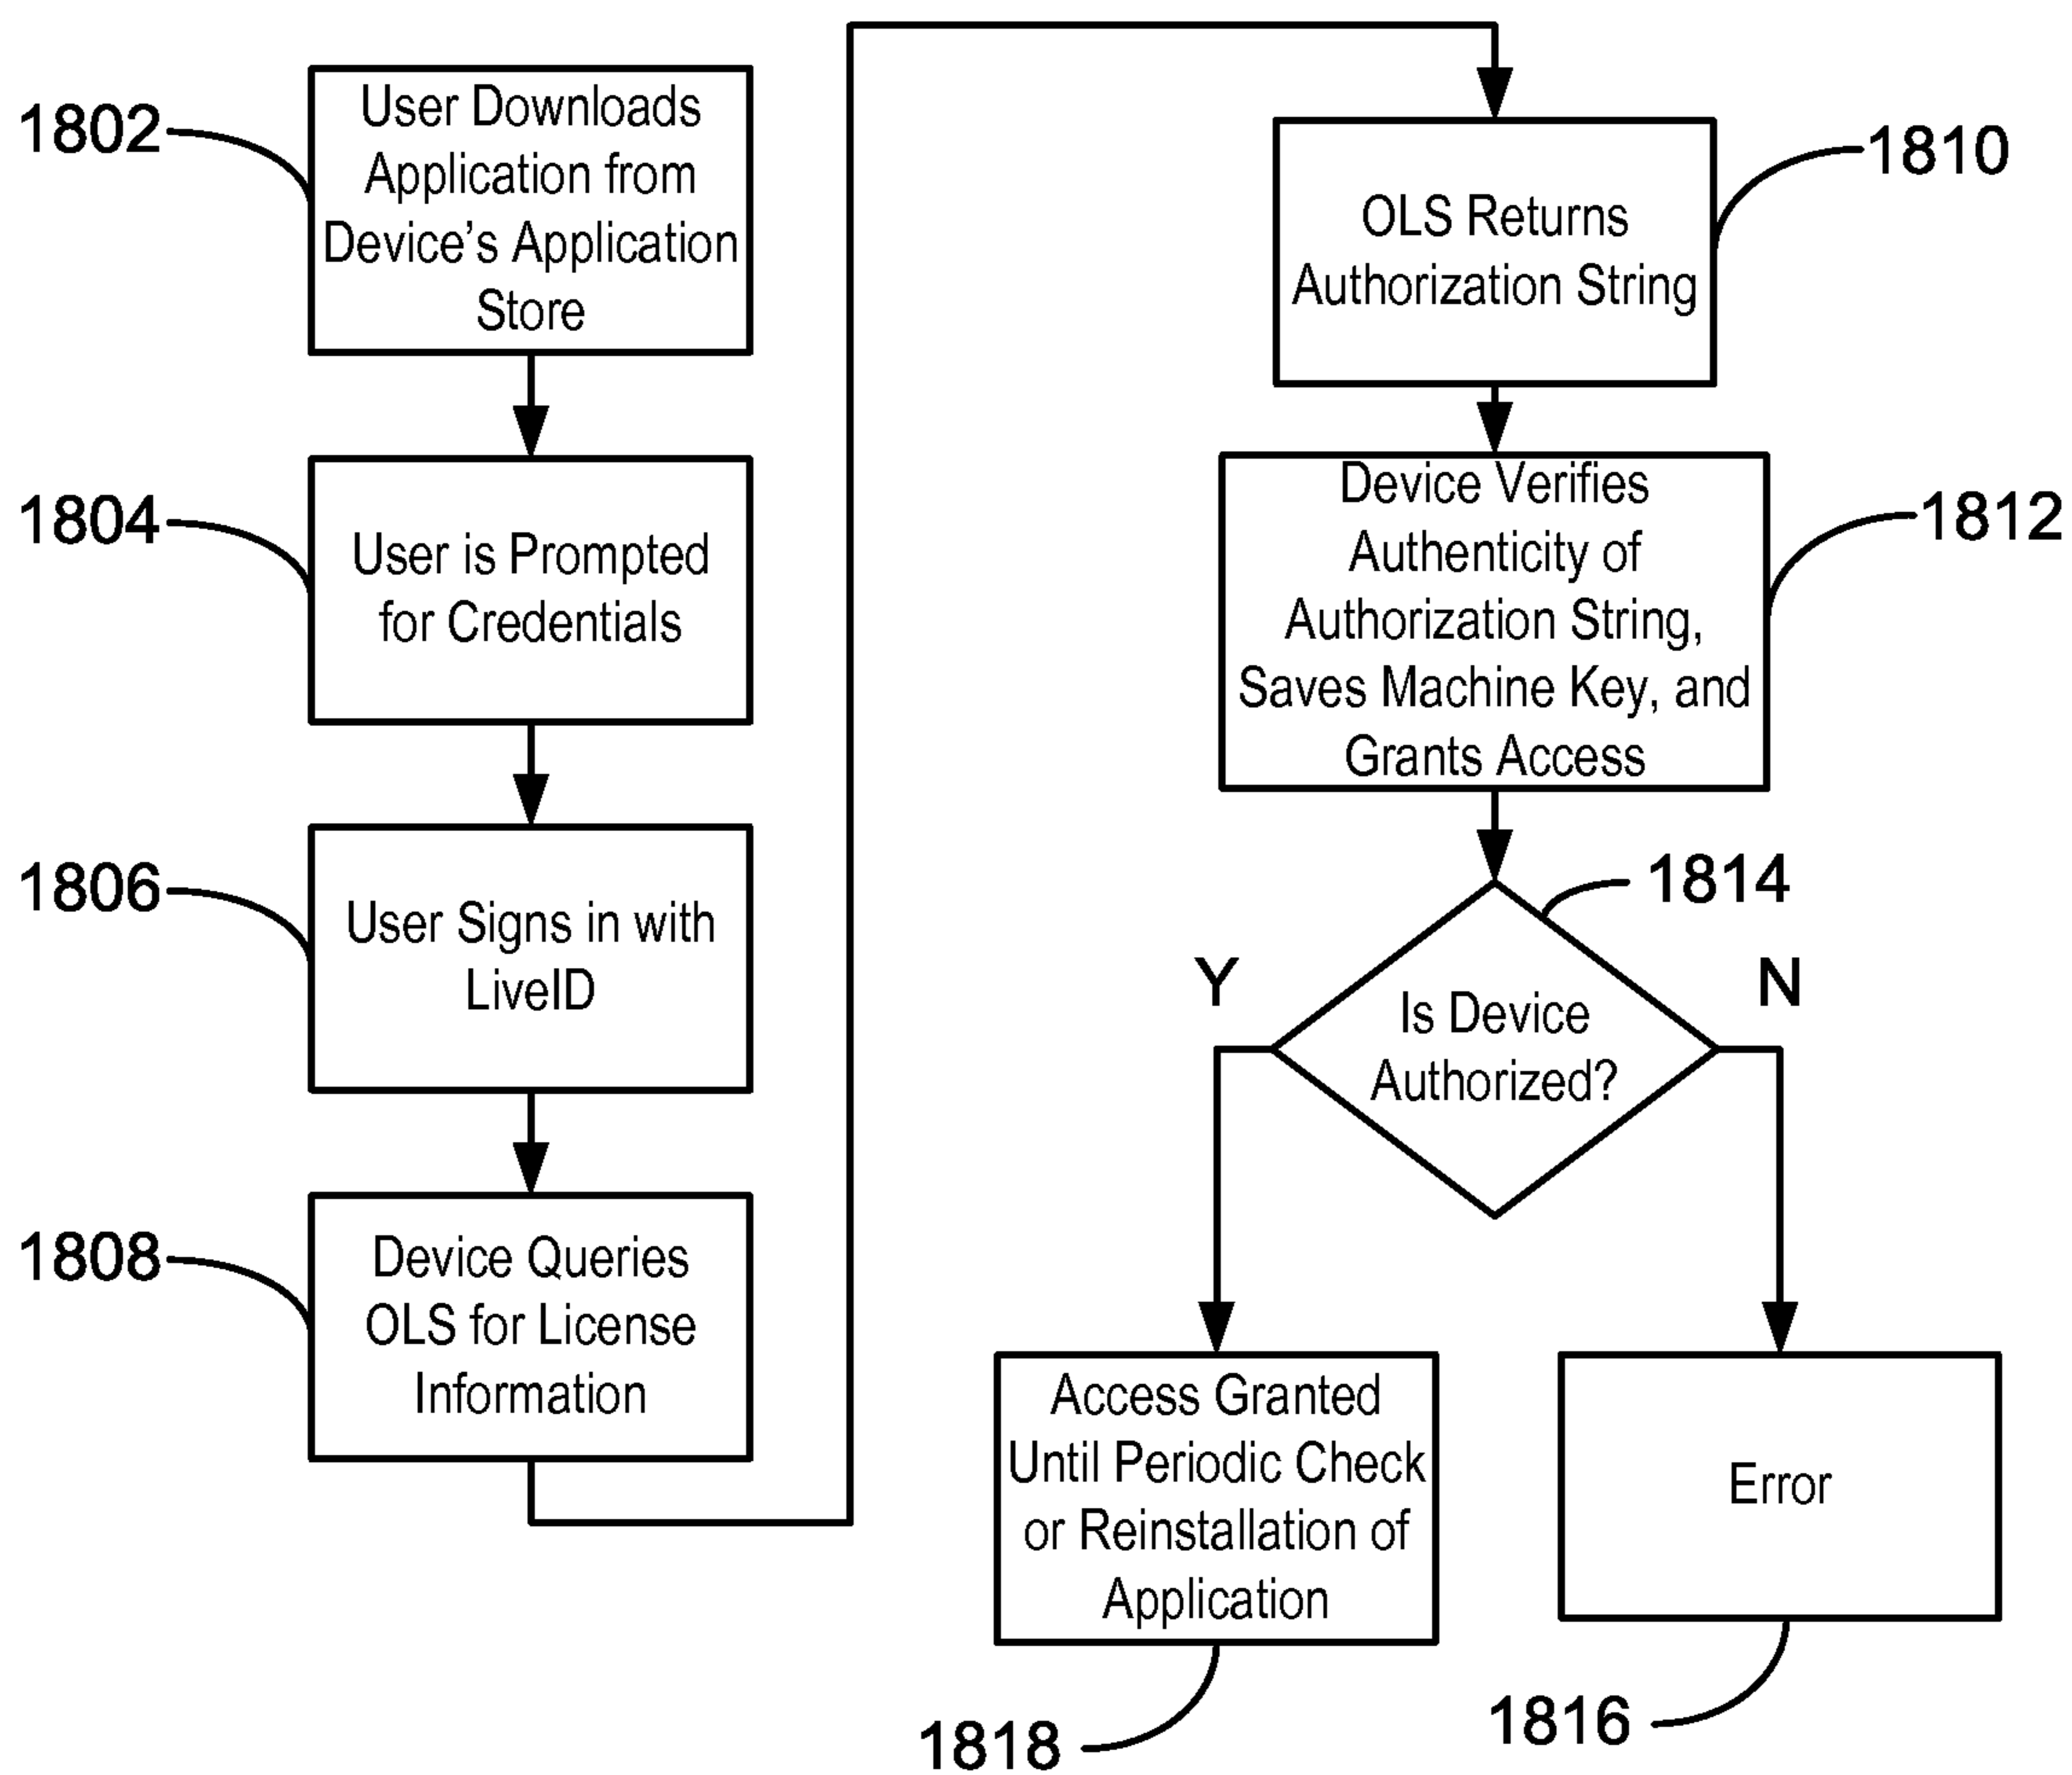 1802
User Downloads
Application from
Device's Application
Store
1804
User is Prompted
for Credentials
1806
User Signs in with
LiveID
1808
Device Queries
OLS for License
Information
1810
OLS Returns
Authorization String
1812
Device Verifies
Authenticity of
Authorization String,
Saves Machine Key, and
Grants Access
1814
Is Device
Authorized?
Y
N
Access Granted
Until Periodic Check
or Reinstallation of
Application
1818
Error
1816